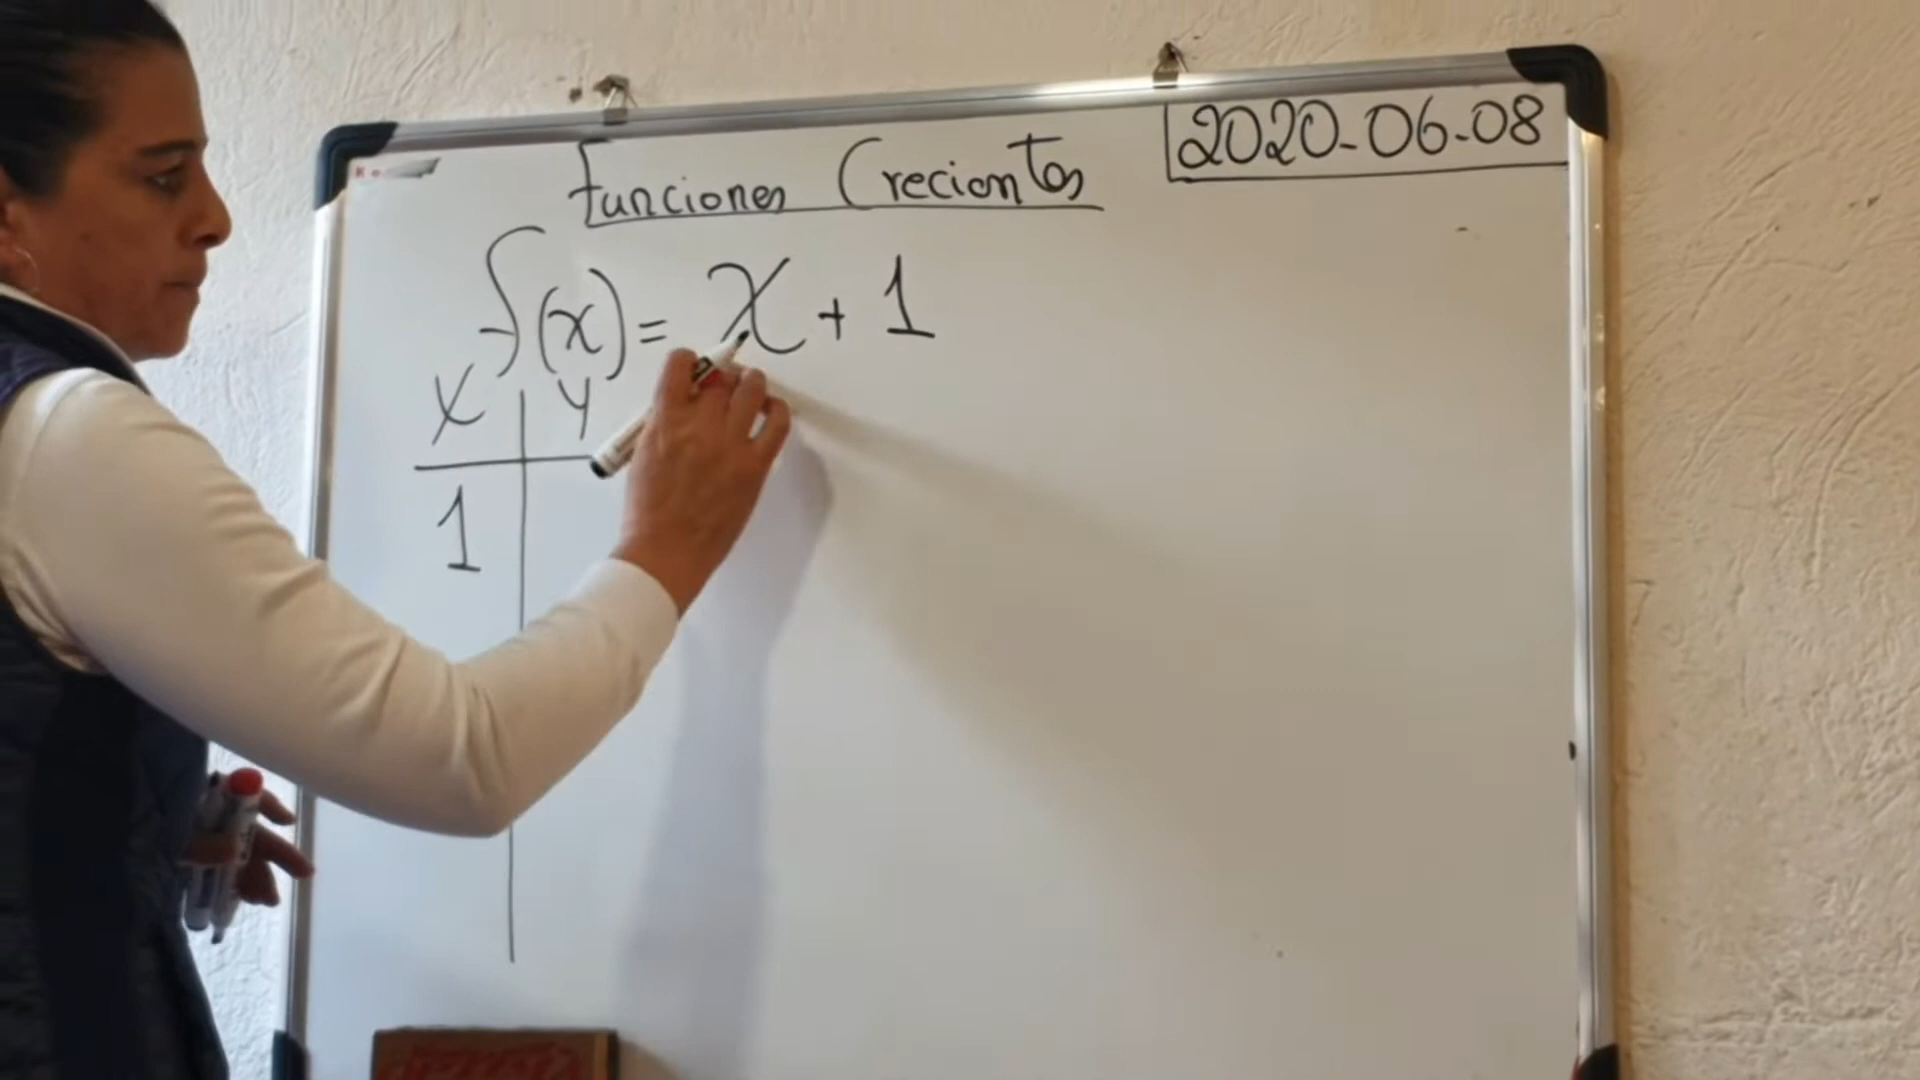 2020-06-08
Funciones Crecientes
f(x) = x + 1
x | y
1